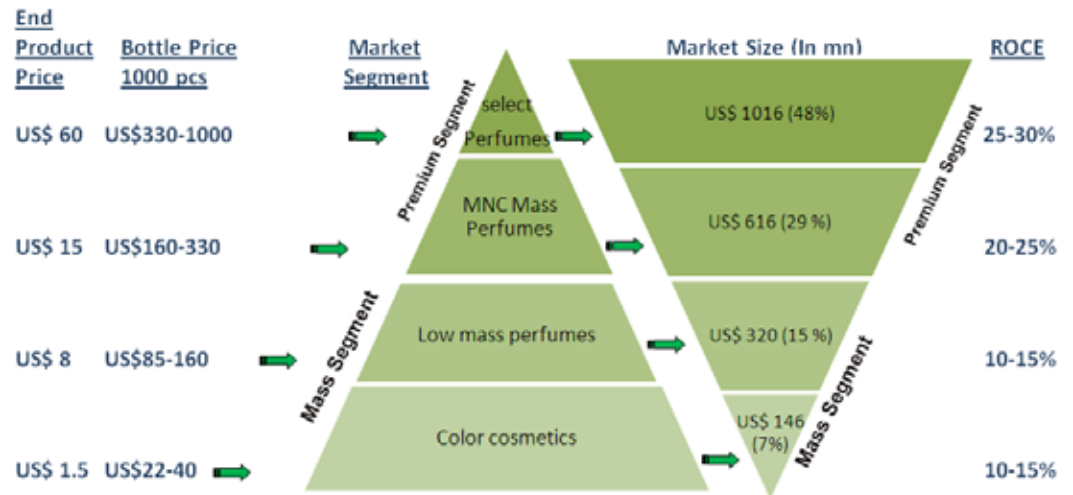 End
Product
Price
Bottle Price
1000 pcs
Market
Segment
Market Size (In mn)
ROCE
US$ 60
US$330-1000
select
Perfumes
US$ 1016 (48%)
25-30%
Premium Segment
Premium Segment
US$ 15
US$160-330
MNC Mass
Perfumes
US$ 616 (29 %)
20-25%
US$ 8
US$85-160
Low mass perfumes
US$ 320 (15 %)
10-15%
Mass Segment
Mass Segment
US$ 1.5
US$22-40
Color cosmetics
US$ 146
(7%)
10-15%